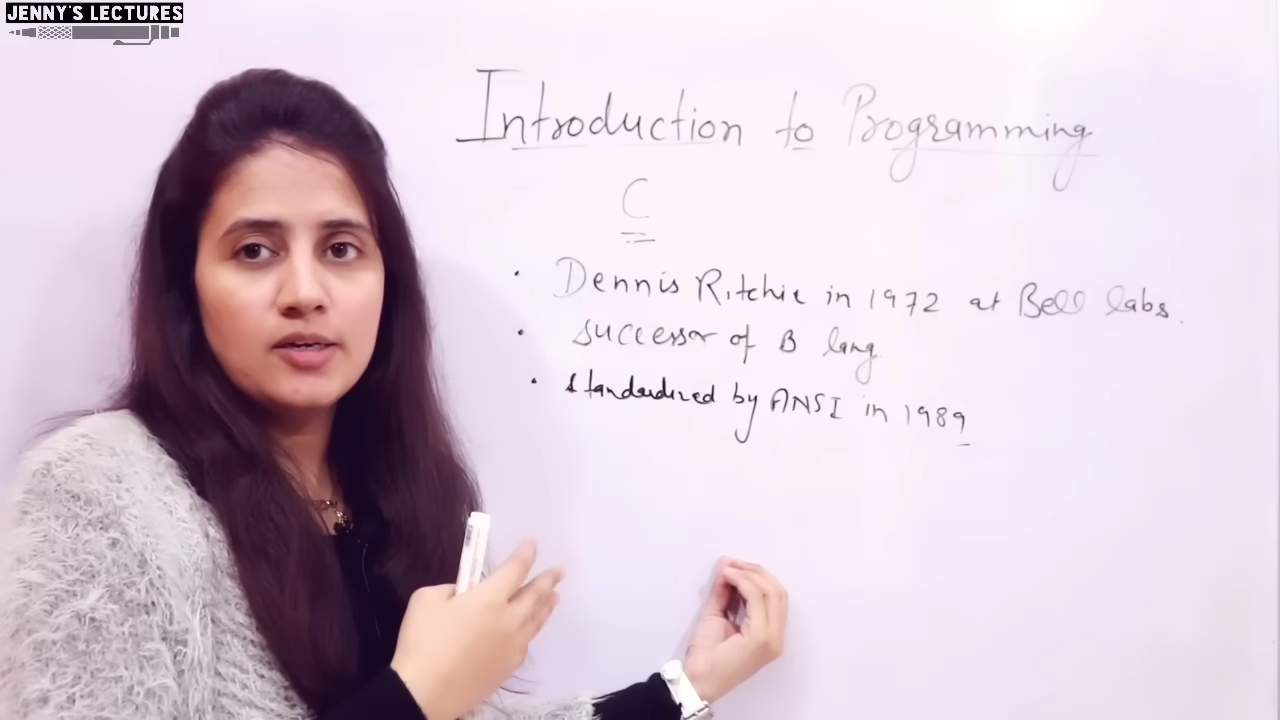 JENNY'S LECTURES
Introduction to Programming
C
• Dennis Ritchie in 1972 at Bell labs.
• successor of B lang
• standardized by ANSI in 1989